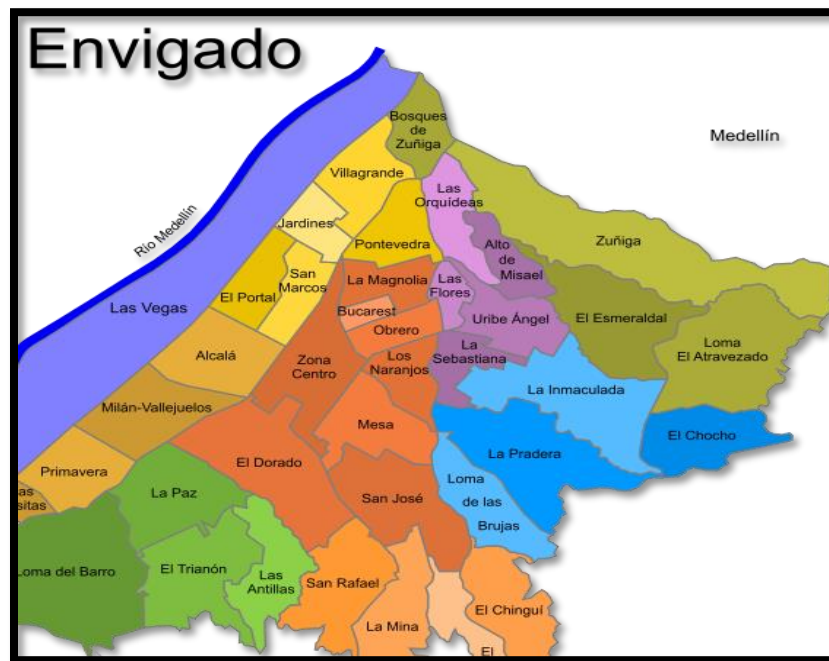 Envigado
Bosques
de
Zuñiga
Medellín
Villagrande
Las
Orquídeas
Jardines
Río Medellín
Pontevedra
Alto
de
Misael
Zuñiga
San
Marcos
La Magnolia
Las
Flores
Las Vegas
El Portal
Bucarest
Obrero
Uribe Ángel
El Esmeraldal
Loma
El Atravezado
Alcalá
Zona
Centro
Los
Naranjos
La
Sebastiana
La Inmaculada
Milán-Vallejuelos
Mesa
El Chocho
La Pradera
Primavera
El Dorado
La Paz
San José
Loma
de las
Brujas
Loma del Barro
El Trianón
Las
Antillas
San Rafael
El Chinguí
La Mina
El